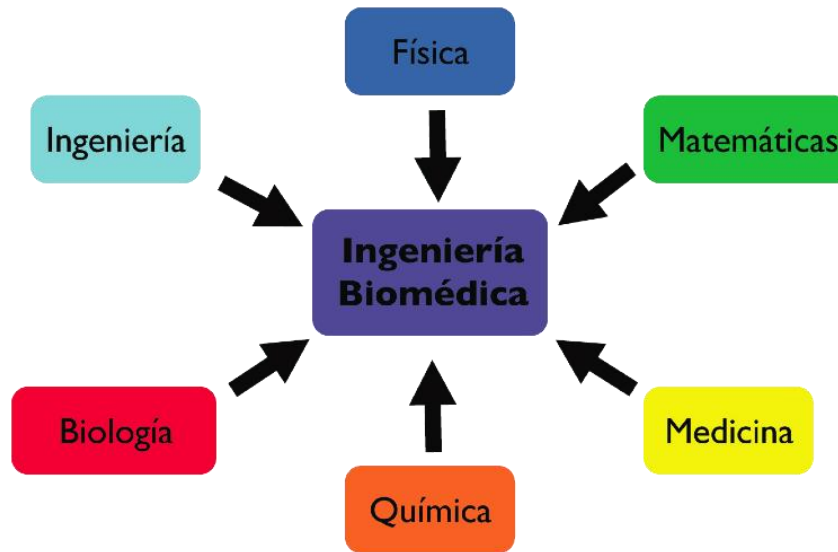 Física
Ingeniería
Matemáticas
Ingeniería
Biomédica
Biología
Medicina
Química